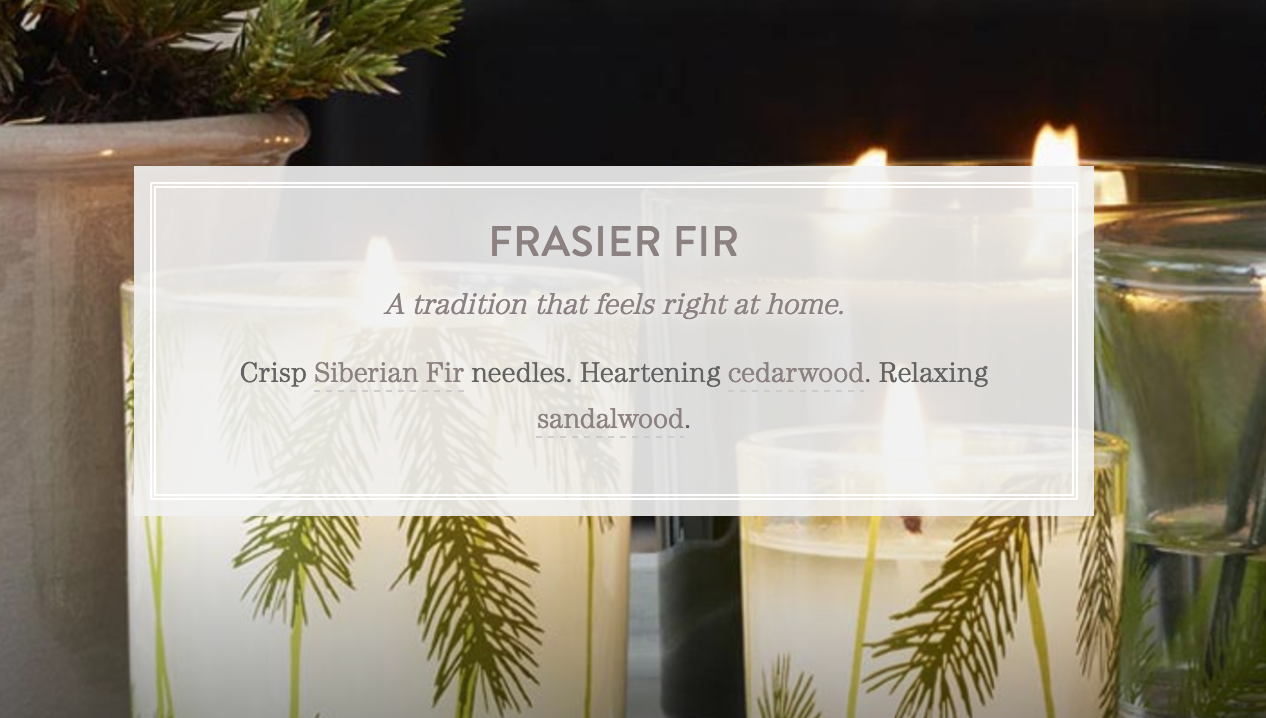 FRASIER FIR
A tradition that feels right at home.
Crisp Siberian Fir needles. Heartening cedarwood. Relaxing
sandalwood.